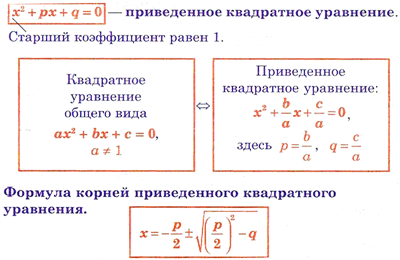 x² + px + q = 0 — приведенное квадратное уравнение.
Старший коэффициент равен 1.
Квадратное
уравнение
общего вида
ax² + bx + c = 0,
a ≠ 1
⇔
Приведенное
квадратное уравнение:
x² + b/a x + c/a = 0,
здесь p = b/a, q = c/a
Формула корней приведенного квадратного
уравнения.
x = −p/2 ± √((p/2)² − q)